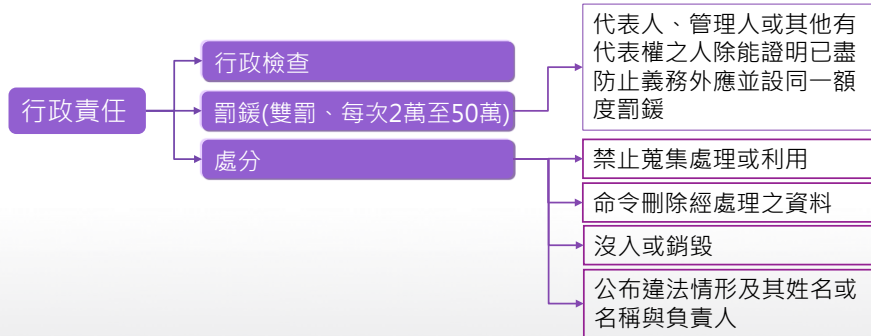 行政責任
行政檢查
罰鍰(雙罰、每次2萬至50萬)
處分
代表人、管理人或其他有
代表權之人除能證明已盡
防止義務外應並設同一額
度罰鍰
禁止蒐集處理或利用
命令刪除經處理之資料
沒入或銷毀
公布違法情形及其姓名或
名稱與負責人